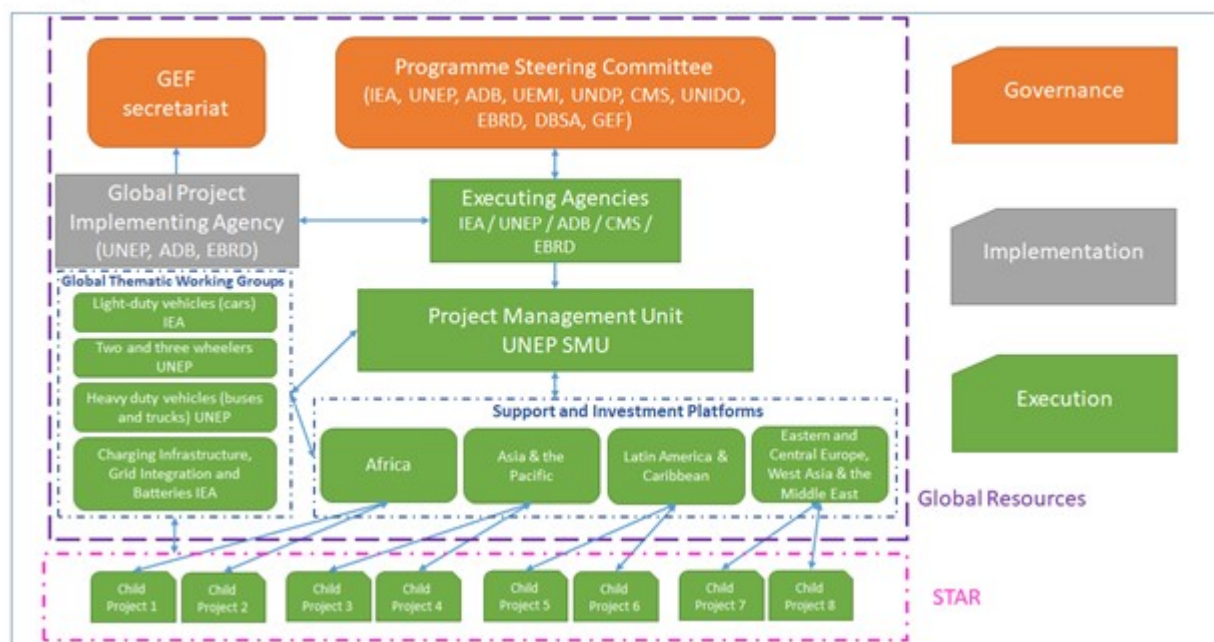 GEF
secretariat
Programme Steering Committee
(IEA, UNEP, ADB, UEMI, UNDP, CMS, UNIDO,
EBRD, DBSA, GEF)
Governance
Global Project
Implementing Agency
(UNEP, ADB, EBRD)
Executing Agencies
IEA / UNEP / ADB / CMS /
EBRD
Implementation
Global Thematic Working Groups
Light-duty vehicles (cars)
IEA
Two and three wheelers
UNEP
Heavy duty vehicles (buses
and trucks) UNEP
Charging Infrastructure,
Grid Integration and
Batteries IEA
Project Management Unit
UNEP SMU
Execution
Support and Investment Platforms
Africa
Asia & the
Pacific
Latin America &
Caribbean
Eastern and
Central Europe,
West Asia & the
Middle East
Global Resources
Child
Project 1
Child
Project 2
Child
Project 3
Child
Project 4
Child
Project 5
Child
Project 6
Child
Project 7
Child
Project 8
STAR